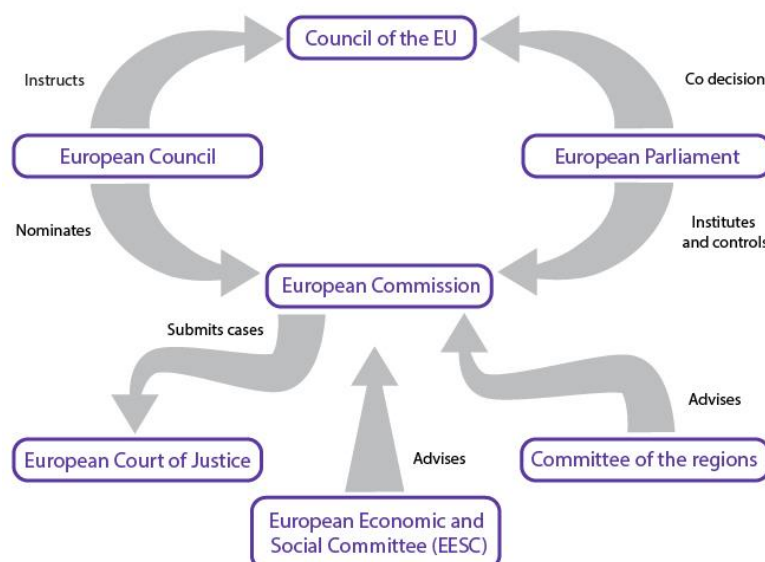 Council of the EU
Instructs
Co decision
European Council
European Parliament
Nominates
Institutes
and controls
European Commission
Submits cases
Advises
European Court of Justice
Advises
Committee of the regions
European Economic and
Social Committee (EESC)